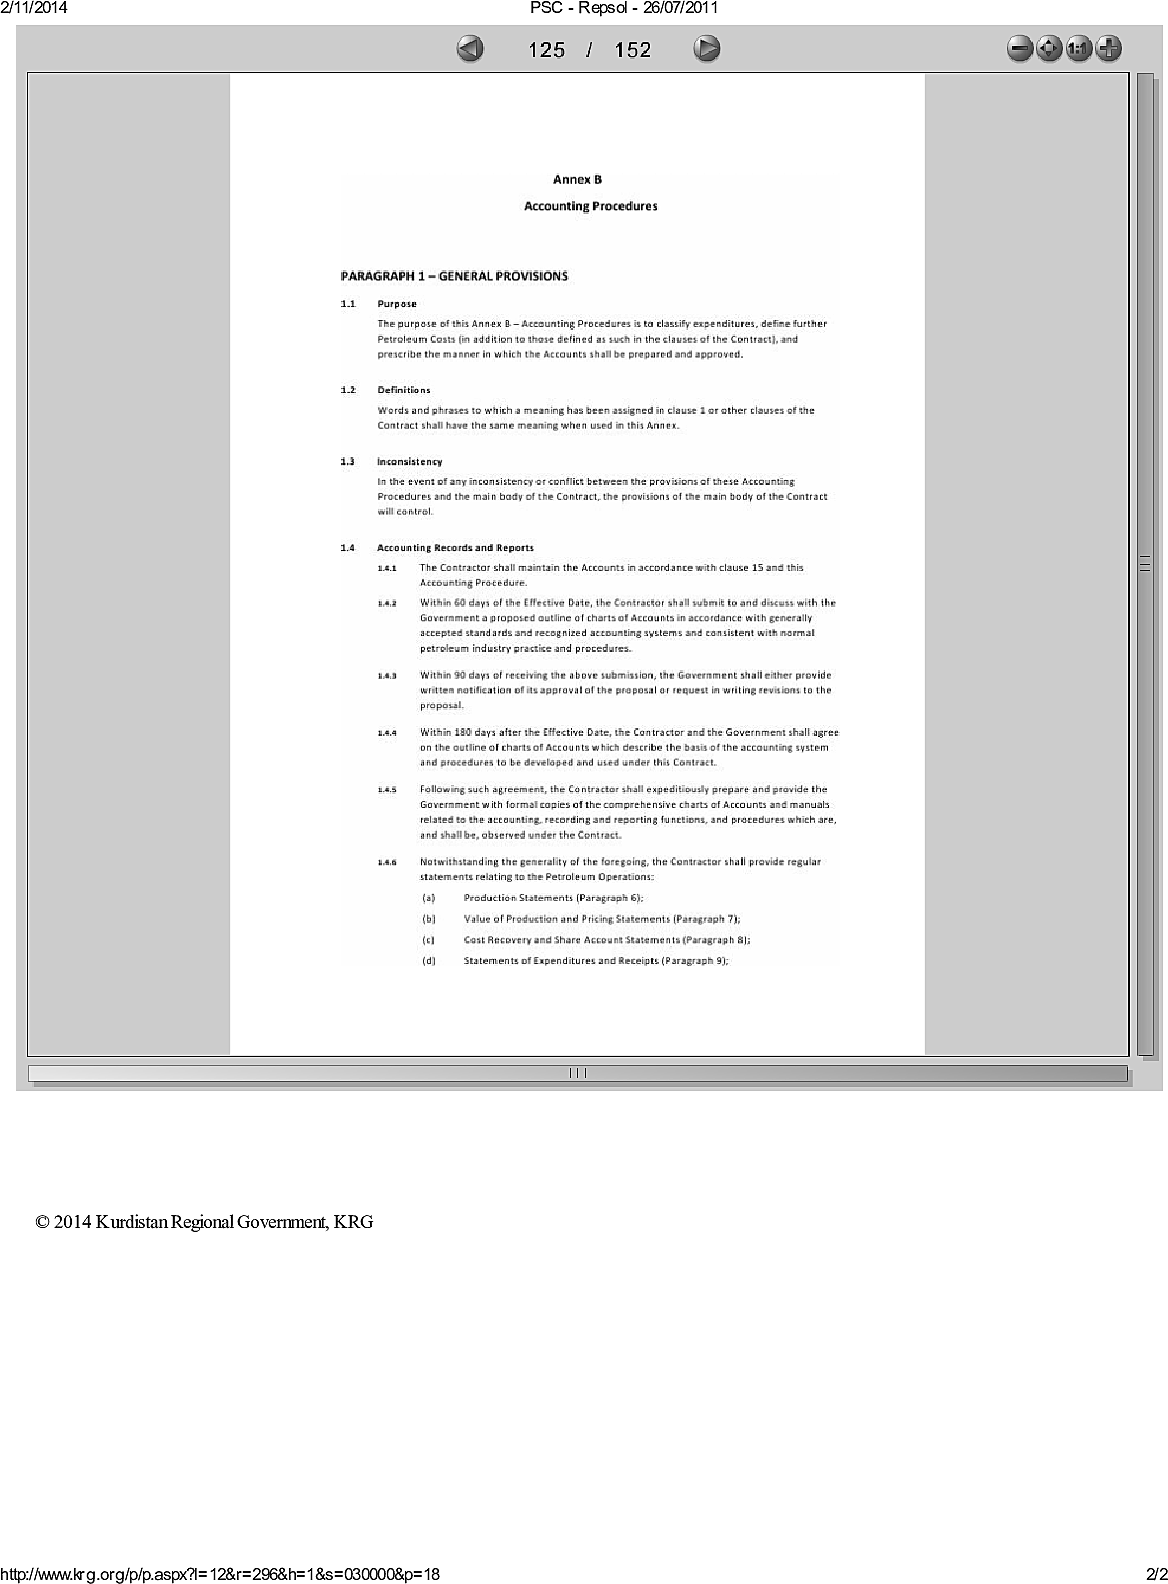 2/11/2014
PSC - Repsol - 26/07/2011
125 / 152
1:1
Annex B
Accounting Procedures
PARAGRAPH 1 – GENERAL PROVISIONS
1.1 Purpose
The purpose of this Annex B – Accounting Procedures is to classify expenditures, define further
Petroleum Costs (in addition to those defined as such in the clauses of the Contract), and
prescribe the manner in which the Accounts shall be prepared and approved.
1.2 Definitions
Words and phrases to which a meaning has been assigned in clause 1 or other clauses of the
Contract shall have the same meaning when used in this Annex.
1.3 Inconsistency
In the event of any inconsistency or conflict between the provisions of these Accounting
Procedures and the main body of the Contract, the provisions of the main body of the Contract
will control.
1.4 Accounting Records and Reports
1.4.1 The Contractor shall maintain the Accounts in accordance with clause 15 and this
Accounting Procedure.
1.4.2 Within 60 days of the Effective Date, the Contractor shall submit to and discuss with the
Government a proposed outline of charts of Accounts in accordance with generally
accepted standards and recognized accounting systems and consistent with normal
petroleum industry practice and procedures.
1.4.3 Within 90 days of receiving the above submission, the Government shall either provide
written notification of its approval of the proposal or request in writing revisions to the
proposal.
1.4.4 Within 180 days after the Effective Date, the Contractor and the Government shall agree
on the outline of charts of Accounts which describe the basis of the accounting system
and procedures to be developed and used under this Contract.
1.4.5 Following such agreement, the Contractor shall expeditiously prepare and provide the
Government with formal copies of the comprehensive charts of Accounts and manuals
related to the accounting, recording and reporting functions, and procedures which are,
and shall be, observed under the Contract.
1.4.6 Notwithstanding the generality of the foregoing, the Contractor shall provide regular
statements relating to the Petroleum Operations:
(a) Production Statements (Paragraph 6);
(b) Value of Production and Pricing Statements (Paragraph 7);
(c) Cost Recovery and Share Account Statements (Paragraph 8);
(d) Statements of Expenditures and Receipts (Paragraph 9);
© 2014 Kurdistan Regional Government, KRG
http://www.krg.org/p/p.aspx?l=12&r=296&h=1&s=030000&p=18
2/2